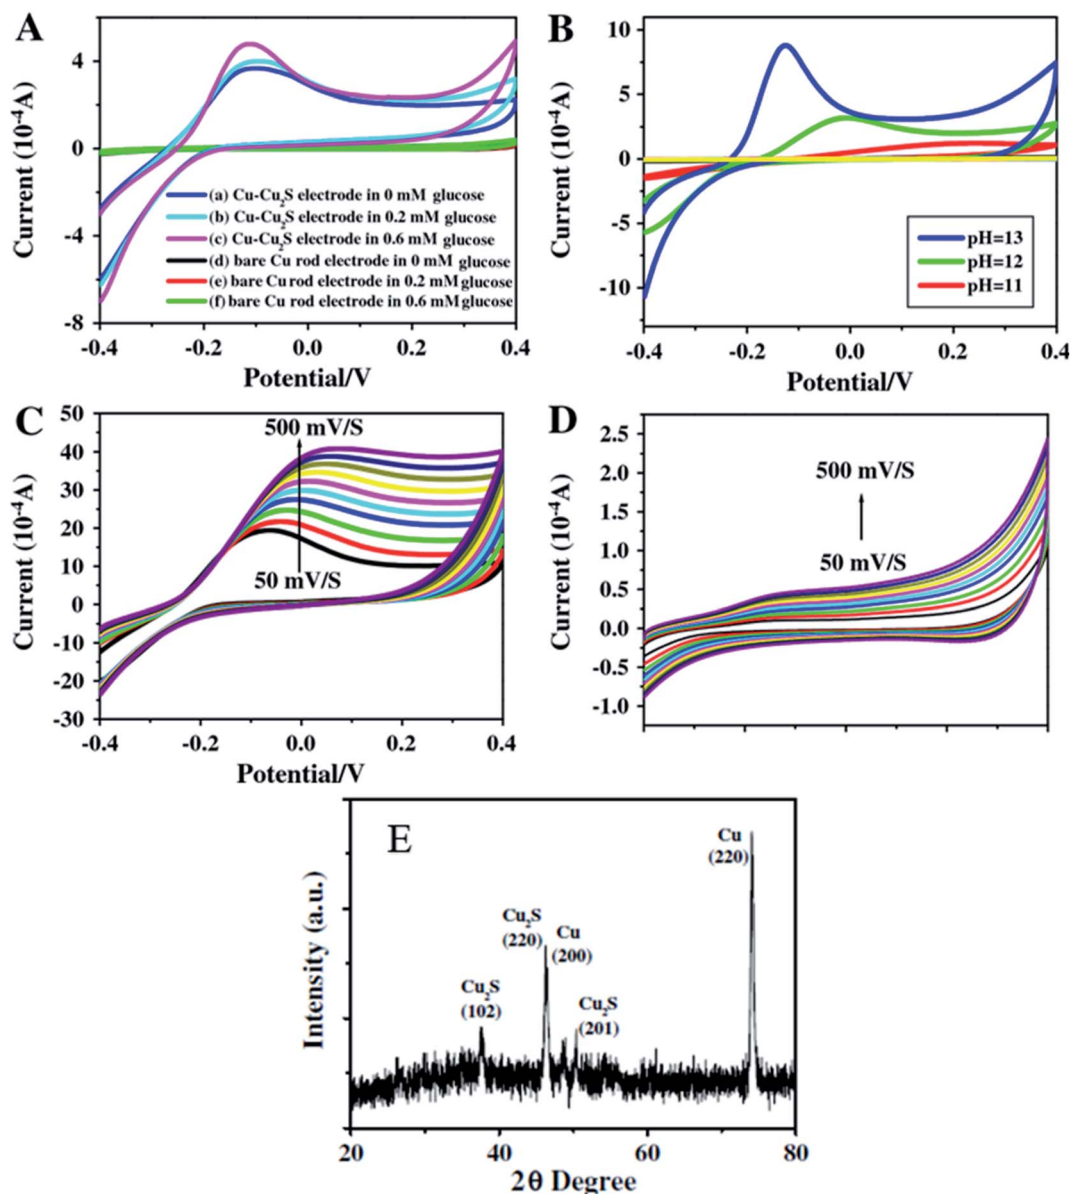 A
4
0
-4
-8
Current (10⁻⁴A)
(a) Cu-Cu₂S electrode in 0 mM glucose
(b) Cu-Cu₂S electrode in 0.2 mM glucose
(c) Cu-Cu₂S electrode in 0.6 mM glucose
(d) bare Cu rod electrode in 0 mM glucose
(e) bare Cu rod electrode in 0.2 mM glucose
(f) bare Cu rod electrode in 0.6 mM glucose
-0.4 -0.2 0.0 0.2 0.4
Potential/V
B
10
5
0
-5
-10
Current (10⁻⁴A)
pH=13
pH=12
pH=11
-0.4 -0.2 0.0 0.2 0.4
Potential/V
C
50
40
30
20
10
0
-10
-20
-30
Current (10⁻⁴A)
500 mV/S
50 mV/S
-0.4 -0.2 0.0 0.2 0.4
Potential/V
D
2.5
2.0
1.5
1.0
0.5
0.0
-0.5
-1.0
Current (10⁻⁴A)
500 mV/S
50 mV/S
E
Intensity (a.u.)
Cu₂S
(102)
Cu₂S
(220)
Cu
(200)
Cu₂S
(201)
Cu
(220)
20 40 60 80
2θ Degree